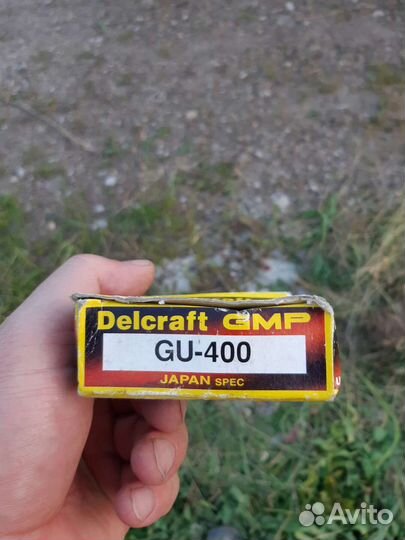 Delcraft GMP
GU-400
JAPAN SPEC
Avito